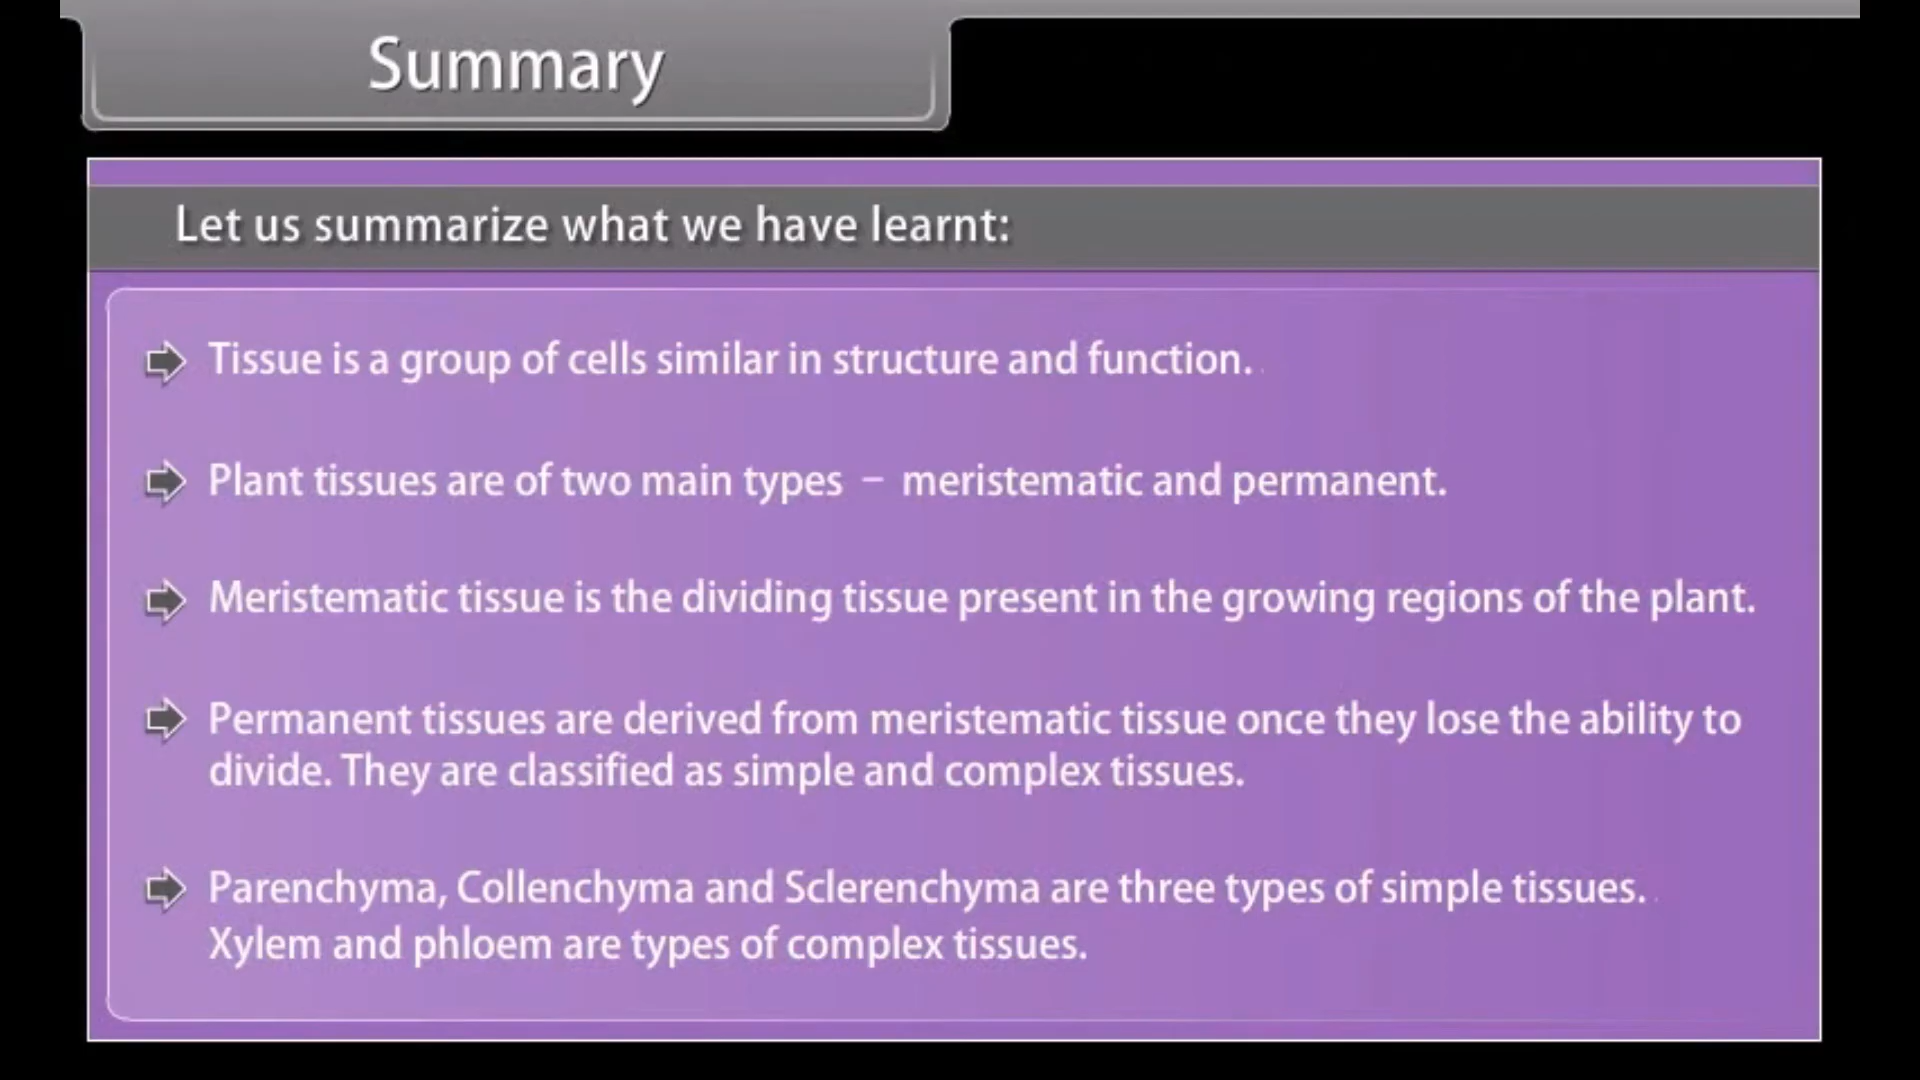 Summary
Let us summarize what we have learnt:
Tissue is a group of cells similar in structure and function.
Plant tissues are of two main types – meristematic and permanent.
Meristematic tissue is the dividing tissue present in the growing regions of the plant.
Permanent tissues are derived from meristematic tissue once they lose the ability to
divide. They are classified as simple and complex tissues.
Parenchyma, Collenchyma and Sclerenchyma are three types of simple tissues.
Xylem and phloem are types of complex tissues.